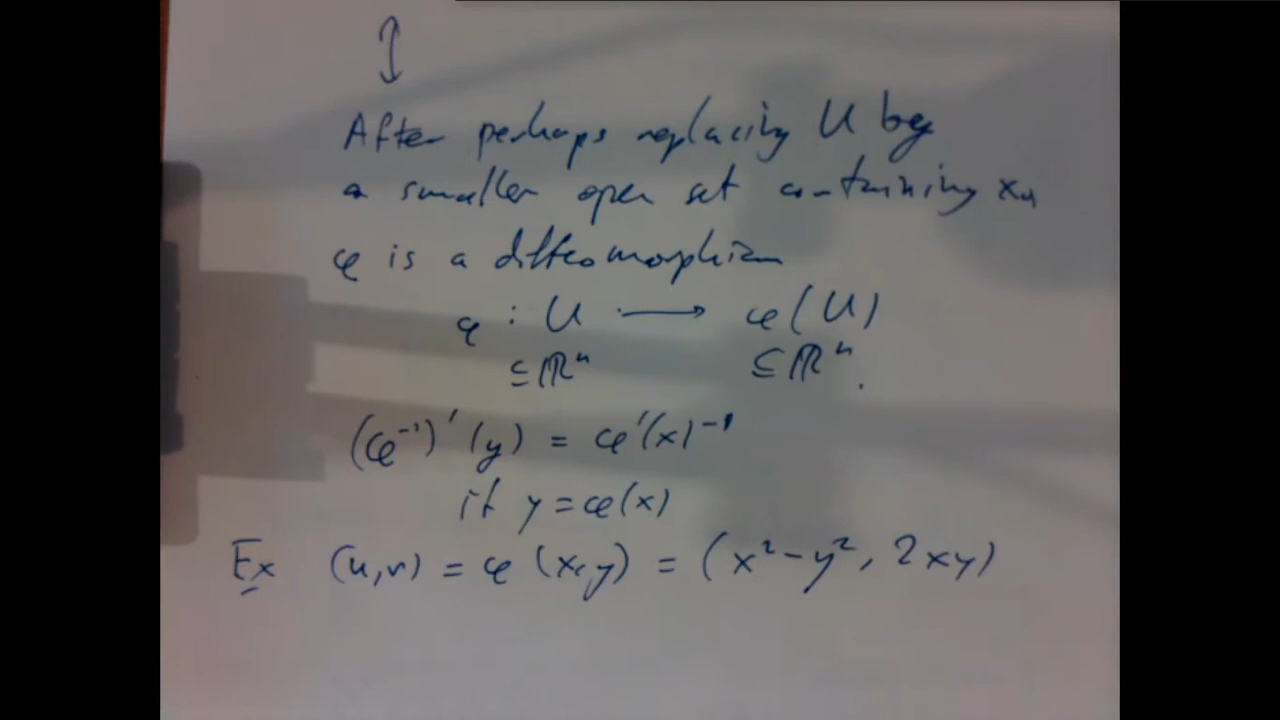 ↕
After perhaps replacing U by
a smaller open set containing x₀,
φ is a diffeomorphism
φ : U ⟶ φ(U)
⊆ℝⁿ ⊆ℝⁿ.
(φ⁻¹)′(y) = φ′(x)⁻¹
if y = φ(x)
Ex (u,v) = φ(x,y) = (x²-y², 2xy)